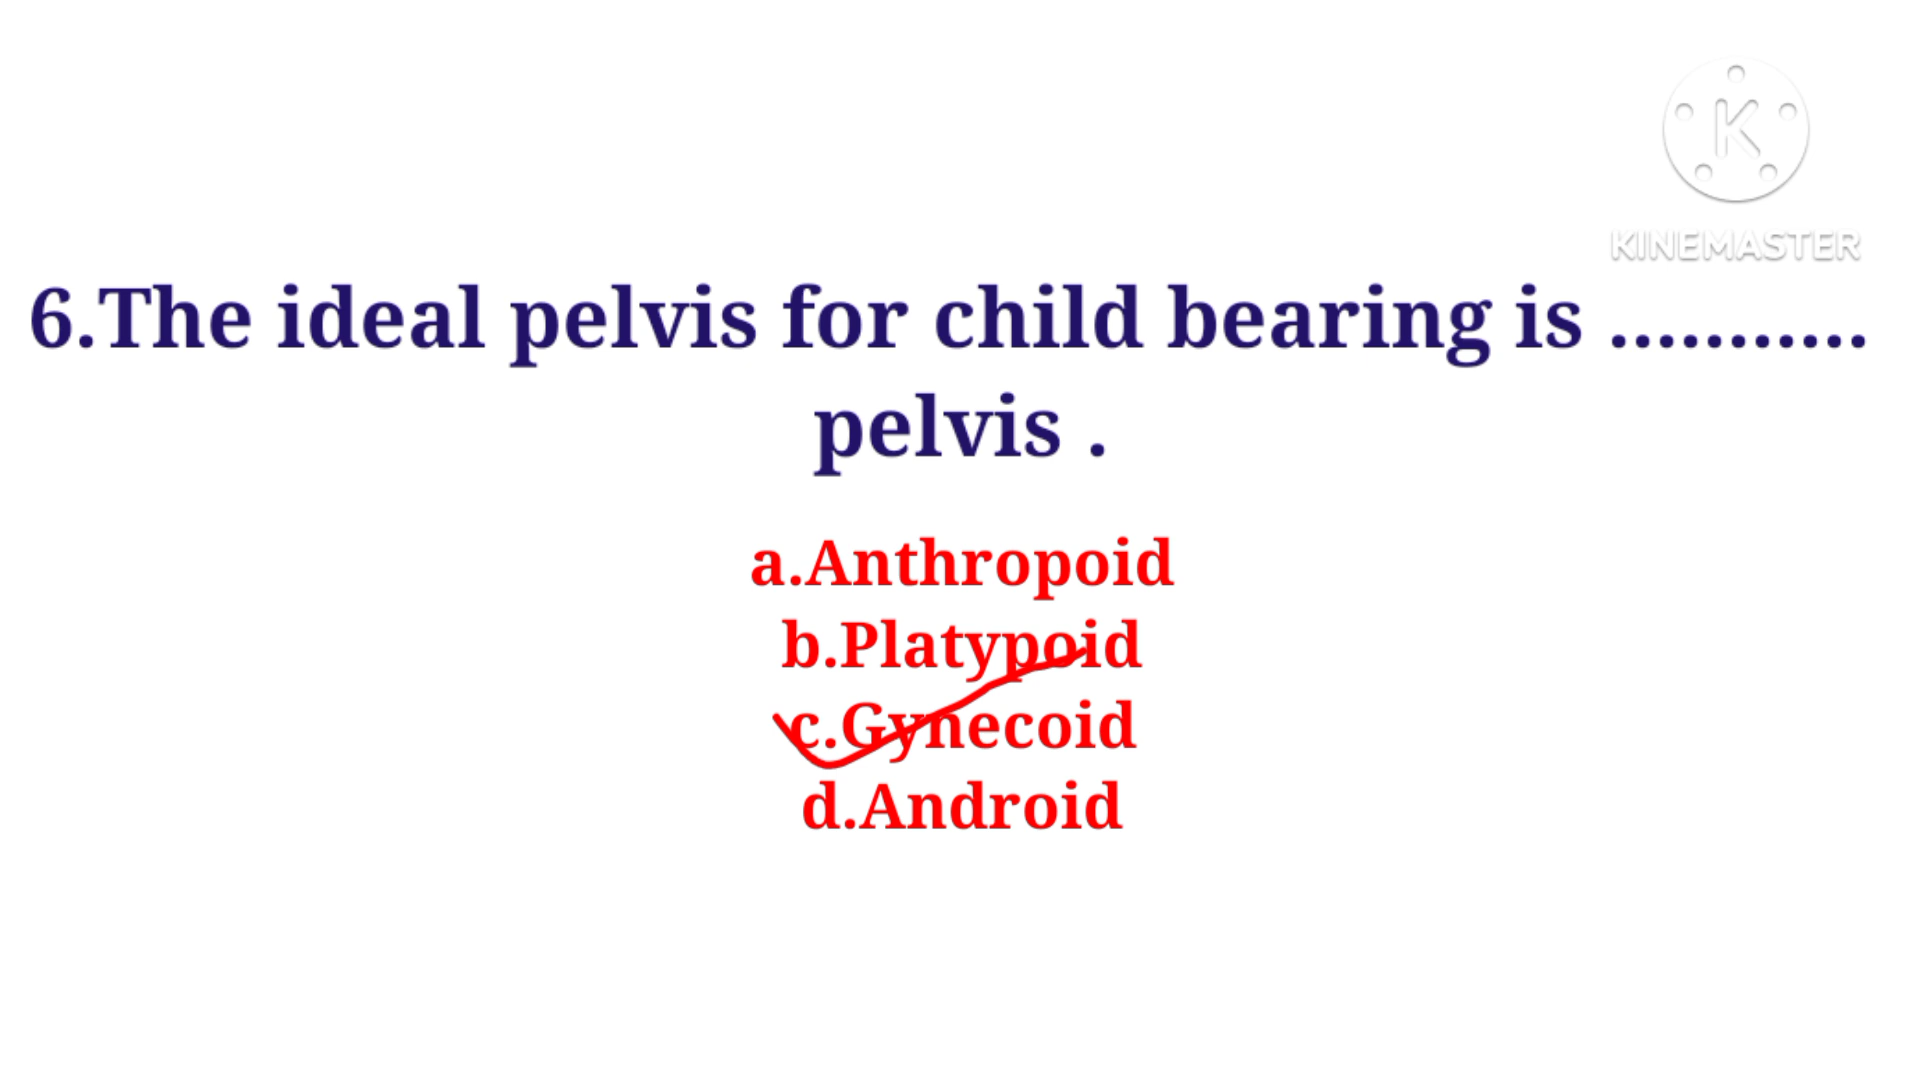 K
KINEMASTER
6.The ideal pelvis for child bearing is ...........
pelvis .
a.Anthropoid
b.Platypoid
c.Gynecoid
d.Android